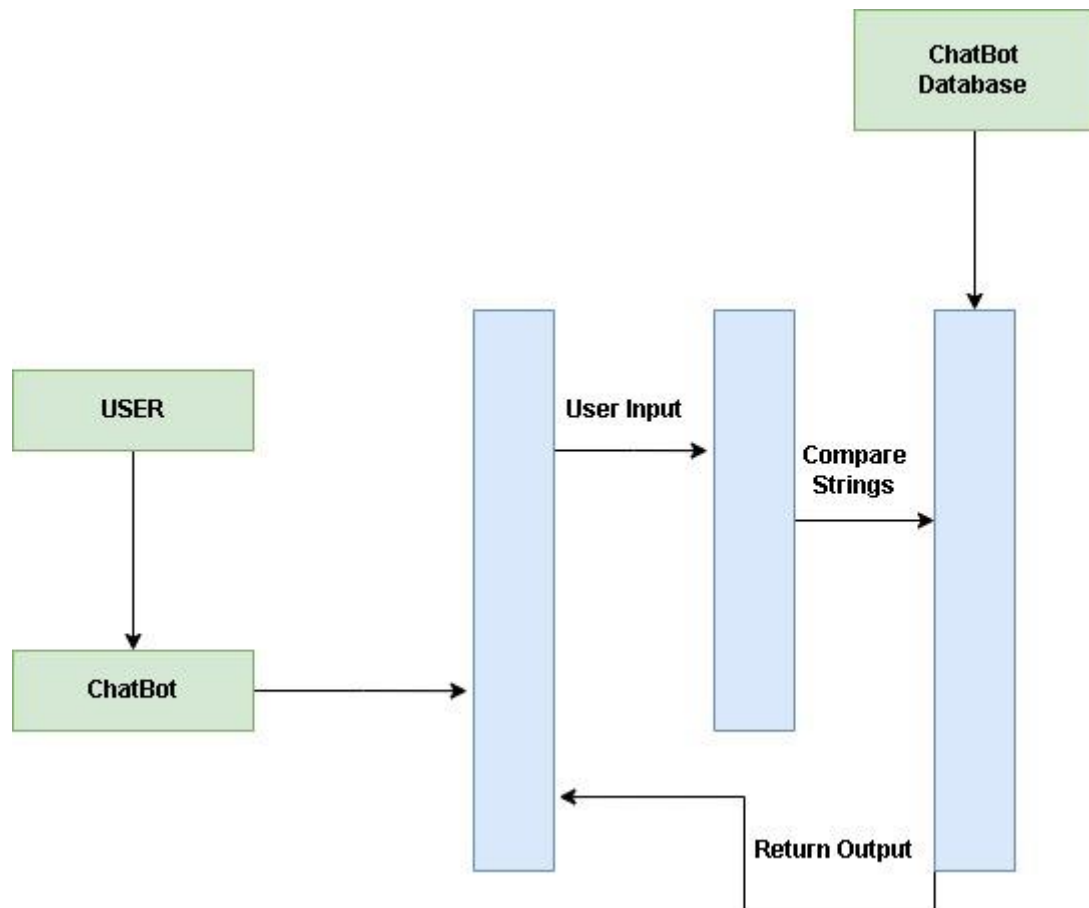 ChatBot
Database
USER
User Input
Compare
Strings
ChatBot
Return Output